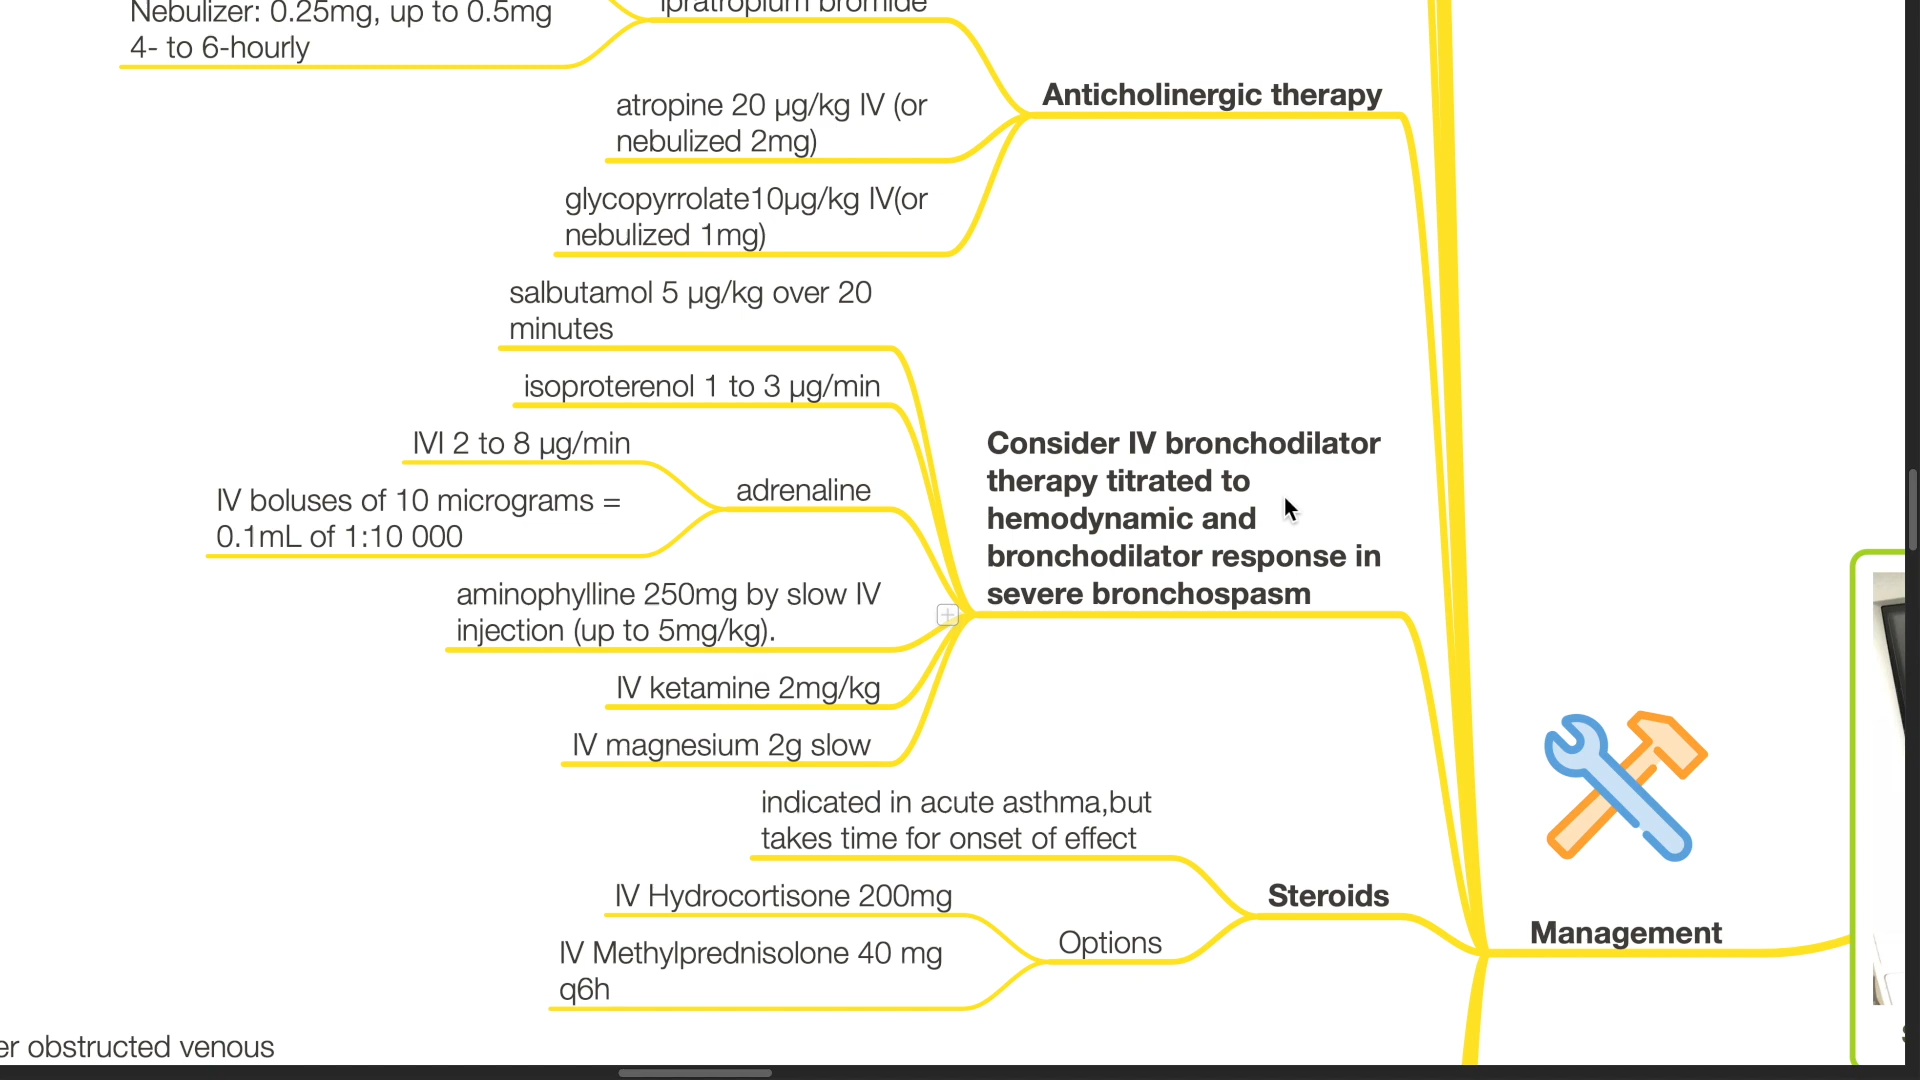 Nebulizer: 0.25mg, up to 0.5mg
4- to 6-hourly
ipratropium bromide
Anticholinergic therapy
atropine 20 µg/kg IV (or
nebulized 2mg)
glycopyrrolate10µg/kg IV(or
nebulized 1mg)
salbutamol 5 µg/kg over 20
minutes
isoproterenol 1 to 3 µg/min
IVI 2 to 8 µg/min
IV boluses of 10 micrograms =
0.1mL of 1:10 000
adrenaline
Consider IV bronchodilator
therapy titrated to
hemodynamic and
bronchodilator response in
severe bronchospasm
aminophylline 250mg by slow IV
injection (up to 5mg/kg).
IV ketamine 2mg/kg
IV magnesium 2g slow
indicated in acute asthma,but
takes time for onset of effect
Steroids
IV Hydrocortisone 200mg
Options
IV Methylprednisolone 40 mg
q6h
Management
er obstructed venous